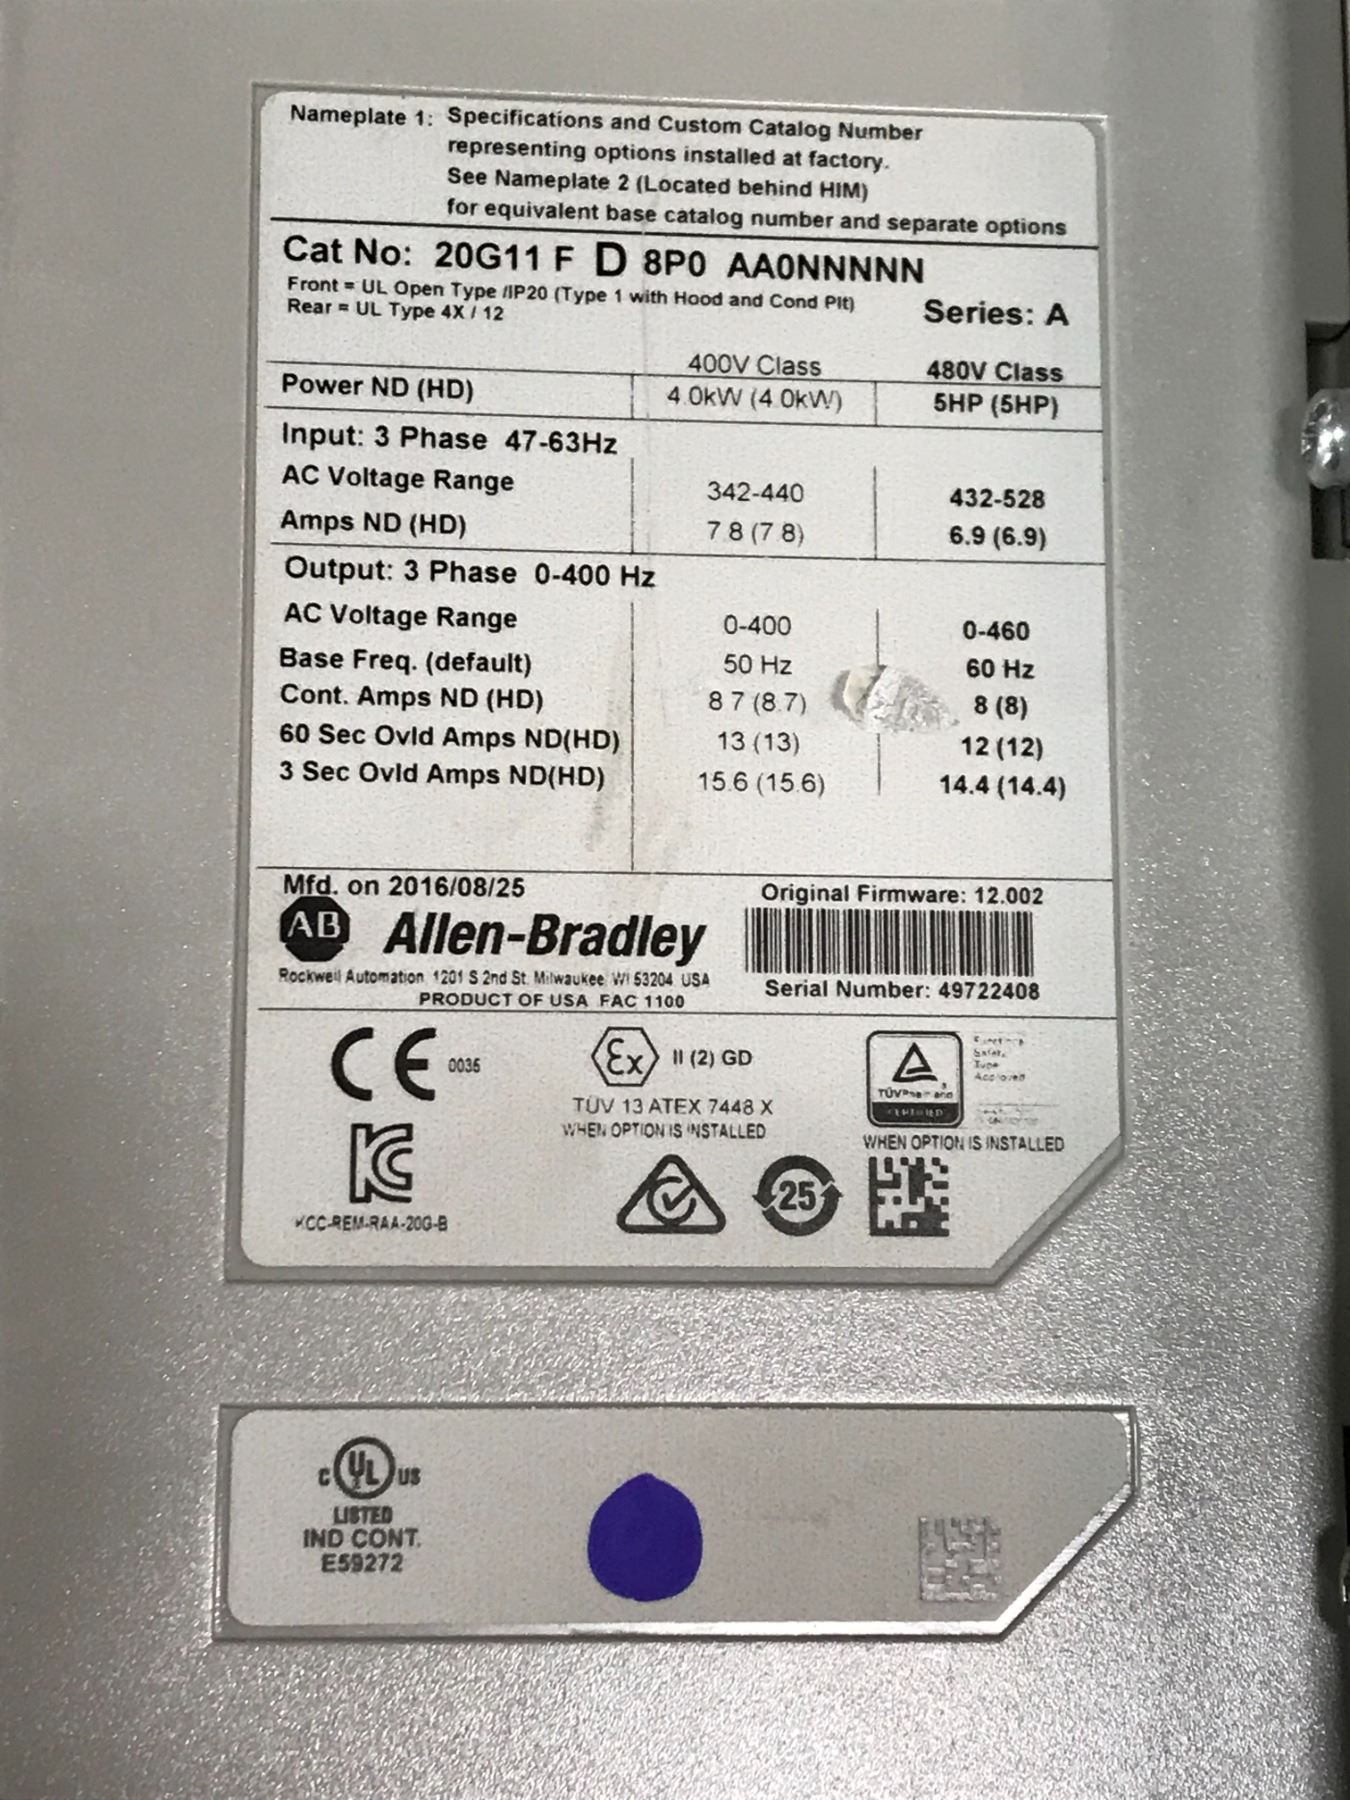 Nameplate 1: Specifications and Custom Catalog Number
representing options installed at factory.
See Nameplate 2 (Located behind HIM)
for equivalent base catalog number and separate options
Cat No: 20G11 F D 8P0 AA0NNNNN
Front = UL Open Type /IP20 (Type 1 with Hood and Cond Plt)
Rear = UL Type 4X / 12
Series: A
400V Class 480V Class
Power ND (HD) 4.0kW (4.0kW) 5HP (5HP)
Input: 3 Phase 47-63Hz
AC Voltage Range 342-440 432-528
Amps ND (HD) 7.8 (7.8) 6.9 (6.9)
Output: 3 Phase 0-400 Hz
AC Voltage Range 0-400 0-460
Base Freq. (default) 50 Hz 60 Hz
Cont. Amps ND (HD) 8.7 (8.7) 8 (8)
60 Sec Ovld Amps ND(HD) 13 (13) 12 (12)
3 Sec Ovld Amps ND(HD) 15.6 (15.6) 14.4 (14.4)
Mfd. on 2016/08/25
Original Firmware: 12.002
AB Allen-Bradley
Rockwell Automation 1201 S 2nd St. Milwaukee WI 53204 USA
PRODUCT OF USA FAC 1100
Serial Number: 49722408
CE 0035
Ex II (2) GD
TÜV 13 ATEX 7448 X
WHEN OPTION IS INSTALLED
TÜVRheinland
CERTIFIED
Functional
Safety
Type
Approved
WHEN OPTION IS INSTALLED
KC
KCC-REM-RAA-20G-B
25
C UL US
LISTED
IND CONT.
E59272